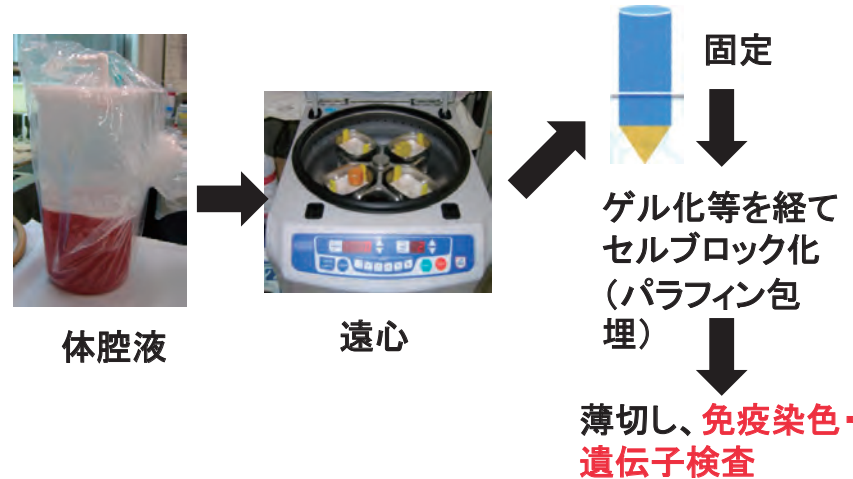 体腔液
遠心
固定
ゲル化等を経て
セルブロック化
（パラフィン包
埋）
薄切し、免疫染色・
遺伝子検査